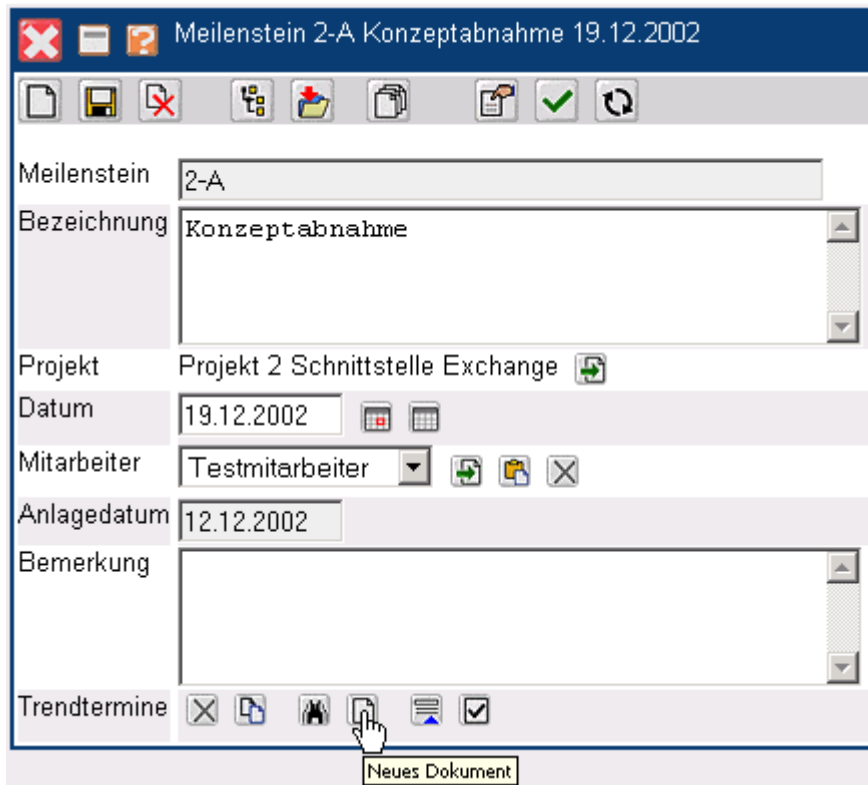 Meilenstein 2-A Konzeptabnahme 19.12.2002
Meilenstein 2-A
Bezeichnung Konzeptabnahme
Projekt Projekt 2 Schnittstelle Exchange
Datum 19.12.2002
Mitarbeiter Testmitarbeiter
Anlagedatum 12.12.2002
Bemerkung
Trendtermine
Neues Dokument